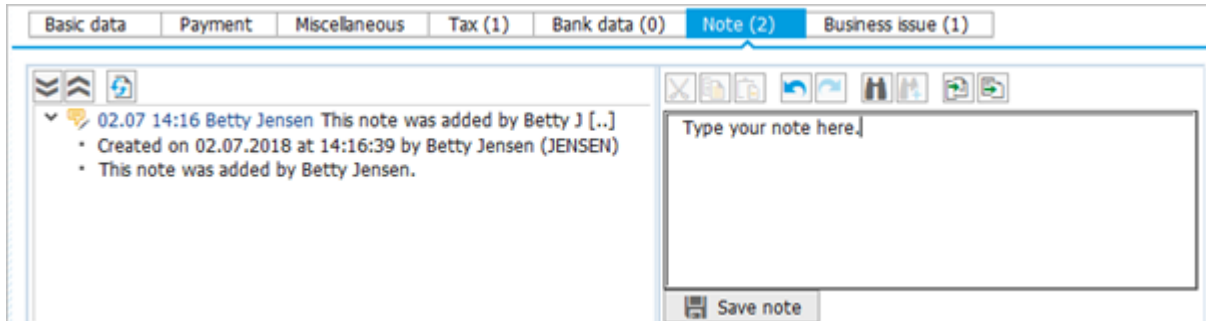 Basic data Payment Miscellaneous Tax (1) Bank data (0) Note (2) Business issue (1)
02.07 14:16 Betty Jensen This note was added by Betty J [..]
Created on 02.07.2018 at 14:16:39 by Betty Jensen (JENSEN)
This note was added by Betty Jensen.
Type your note here.
Save note